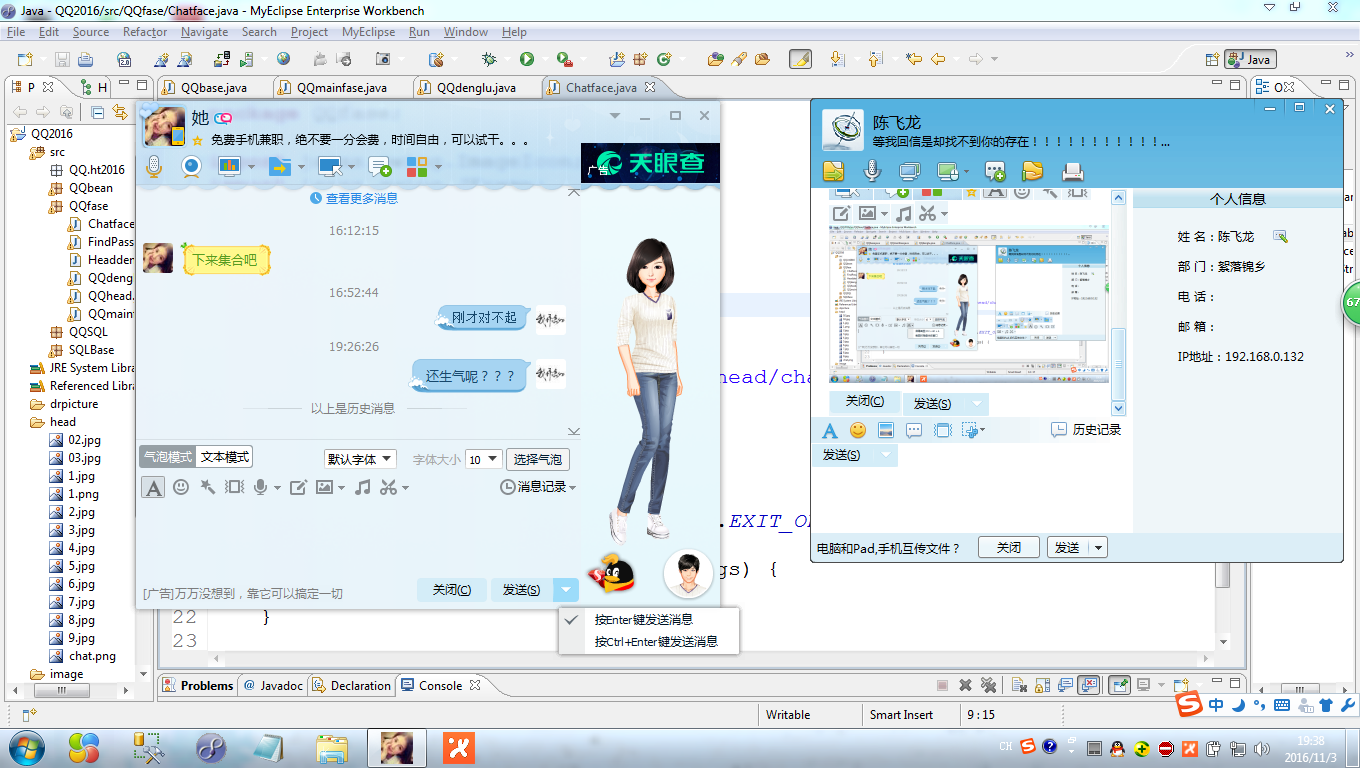 Java - QQ2016/src/QQfase/Chatface.java - MyEclipse Enterprise Workbench
File Edit Source Refactor Navigate Search Project MyEclipse Run Window Help
Java
P H QQbase.java QQmainfase.java QQdenglu.java Chatface.java
QQ2016
src
QQ.ht2016
QQbean
QQfase
Chatface
FindPass
Headder
QQdeng
QQhead.
QQmain
QQSQL
SQLBase
JRE System Libra
Referenced Libra
drpicture
head
02.jpg
03.jpg
1.jpg
1.png
2.jpg
3.jpg
4.jpg
5.jpg
6.jpg
7.jpg
8.jpg
9.jpg
chat.png
image
她
免费手机兼职，绝不要一分会费，时间自由，可以试干。。。
广告 天眼查
查看更多消息
16:12:15
下来集合吧
16:52:44
刚才对不起
19:26:26
还生气呢？？？
以上是历史消息
气泡模式 文本模式 默认字体 字体大小 10 选择气泡
消息记录
[广告]万万没想到，靠它可以搞定一切
关闭(C) 发送(S)
按Enter键发送消息
按Ctrl+Enter键发送消息
head/cha
.EXIT_O
gs) {
22 }
23
陈飞龙
等我回信是却找不到你的存在！！！！！！！！！！！...
关闭(C) 发送(S)
历史记录
发送(S)
电脑和Pad,手机互传文件？ 关闭 发送
个人信息
姓 名：陈飞龙
部 门：絮落锦乡
电 话：
邮 箱：
IP地址：192.168.0.132
67
Problems @ Javadoc Declaration Console
Writable Smart Insert 9 : 15
中
CH
19:38
2016/11/3